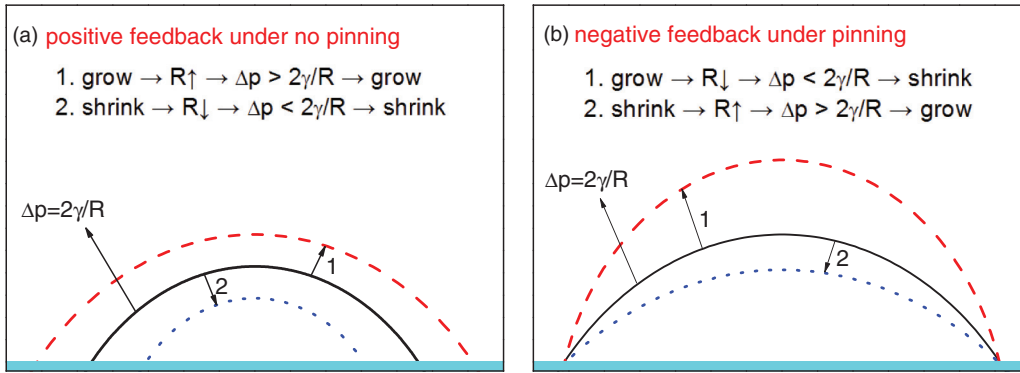 (a) positive feedback under no pinning
1. grow → R↑ → Δp > 2γ/R → grow
2. shrink → R↓ → Δp < 2γ/R → shrink
Δp=2γ/R
1
2
(b) negative feedback under pinning
1. grow → R↓ → Δp < 2γ/R → shrink
2. shrink → R↑ → Δp > 2γ/R → grow
Δp=2γ/R
1
2